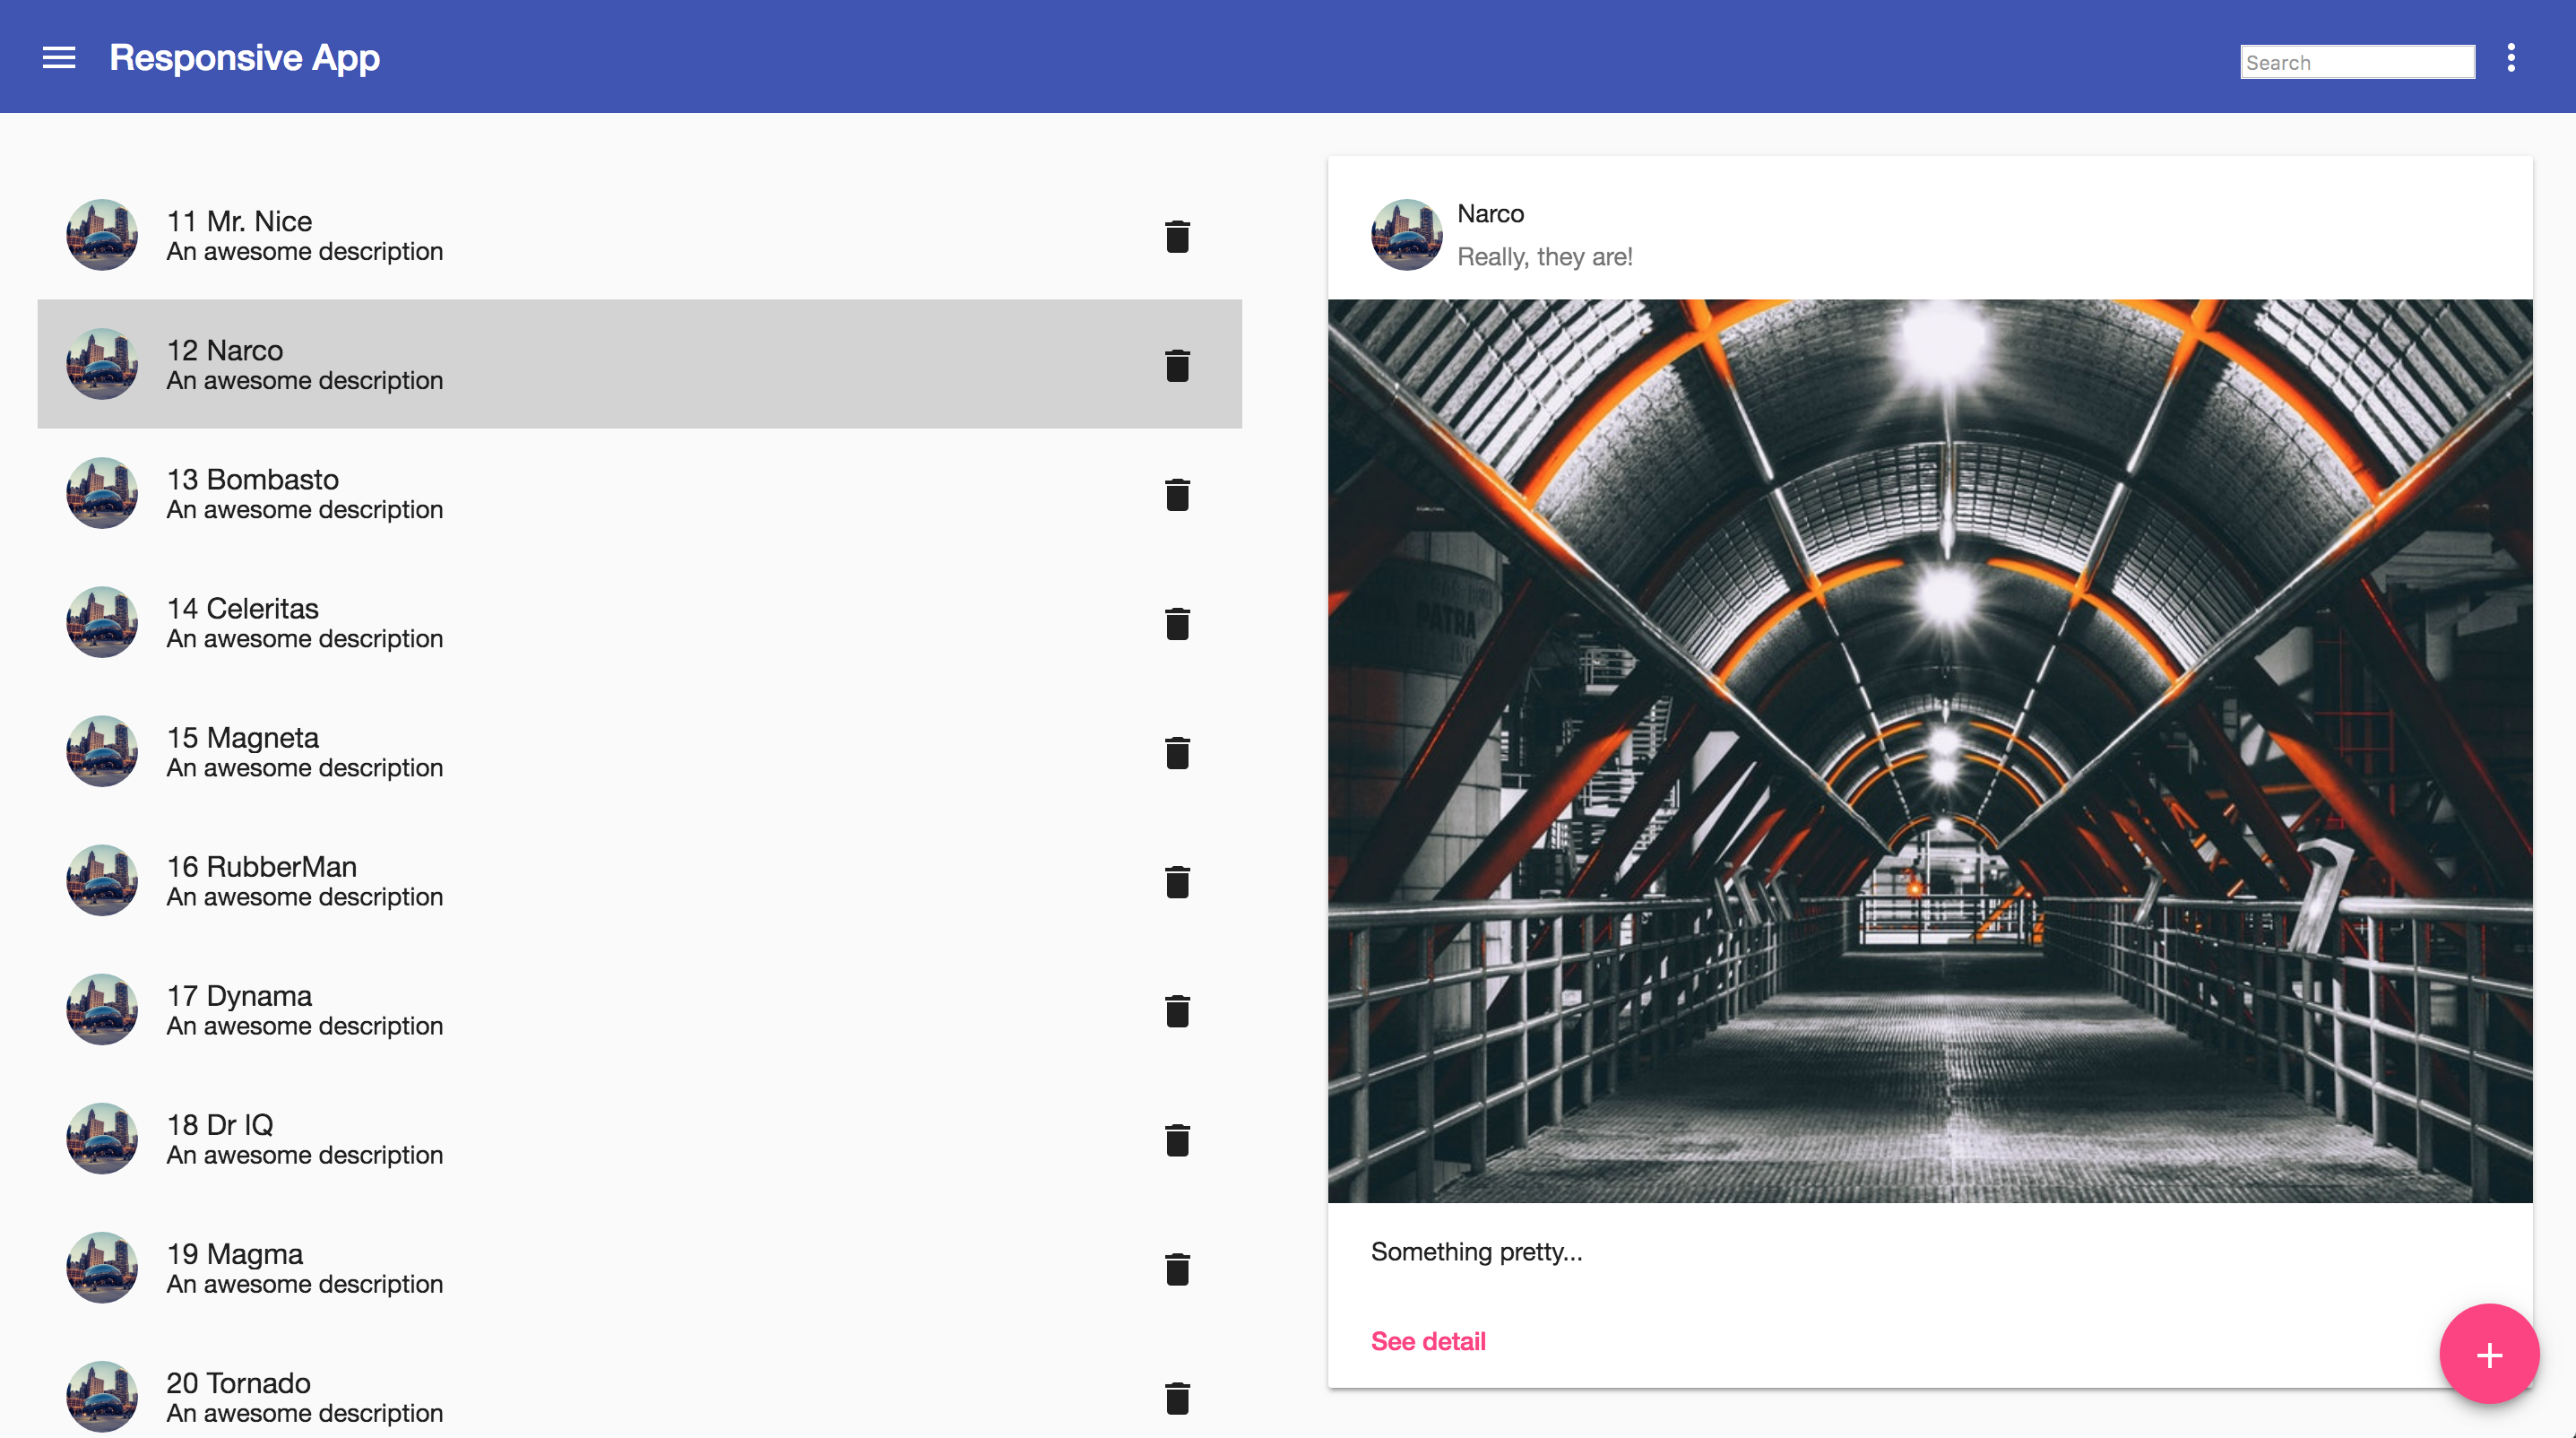 Responsive App
Search
11 Mr. Nice
An awesome description
12 Narco
An awesome description
13 Bombasto
An awesome description
14 Celeritas
An awesome description
15 Magneta
An awesome description
16 RubberMan
An awesome description
17 Dynama
An awesome description
18 Dr IQ
An awesome description
19 Magma
An awesome description
20 Tornado
An awesome description
Narco
Really, they are!
PATRA
Something pretty...
See detail